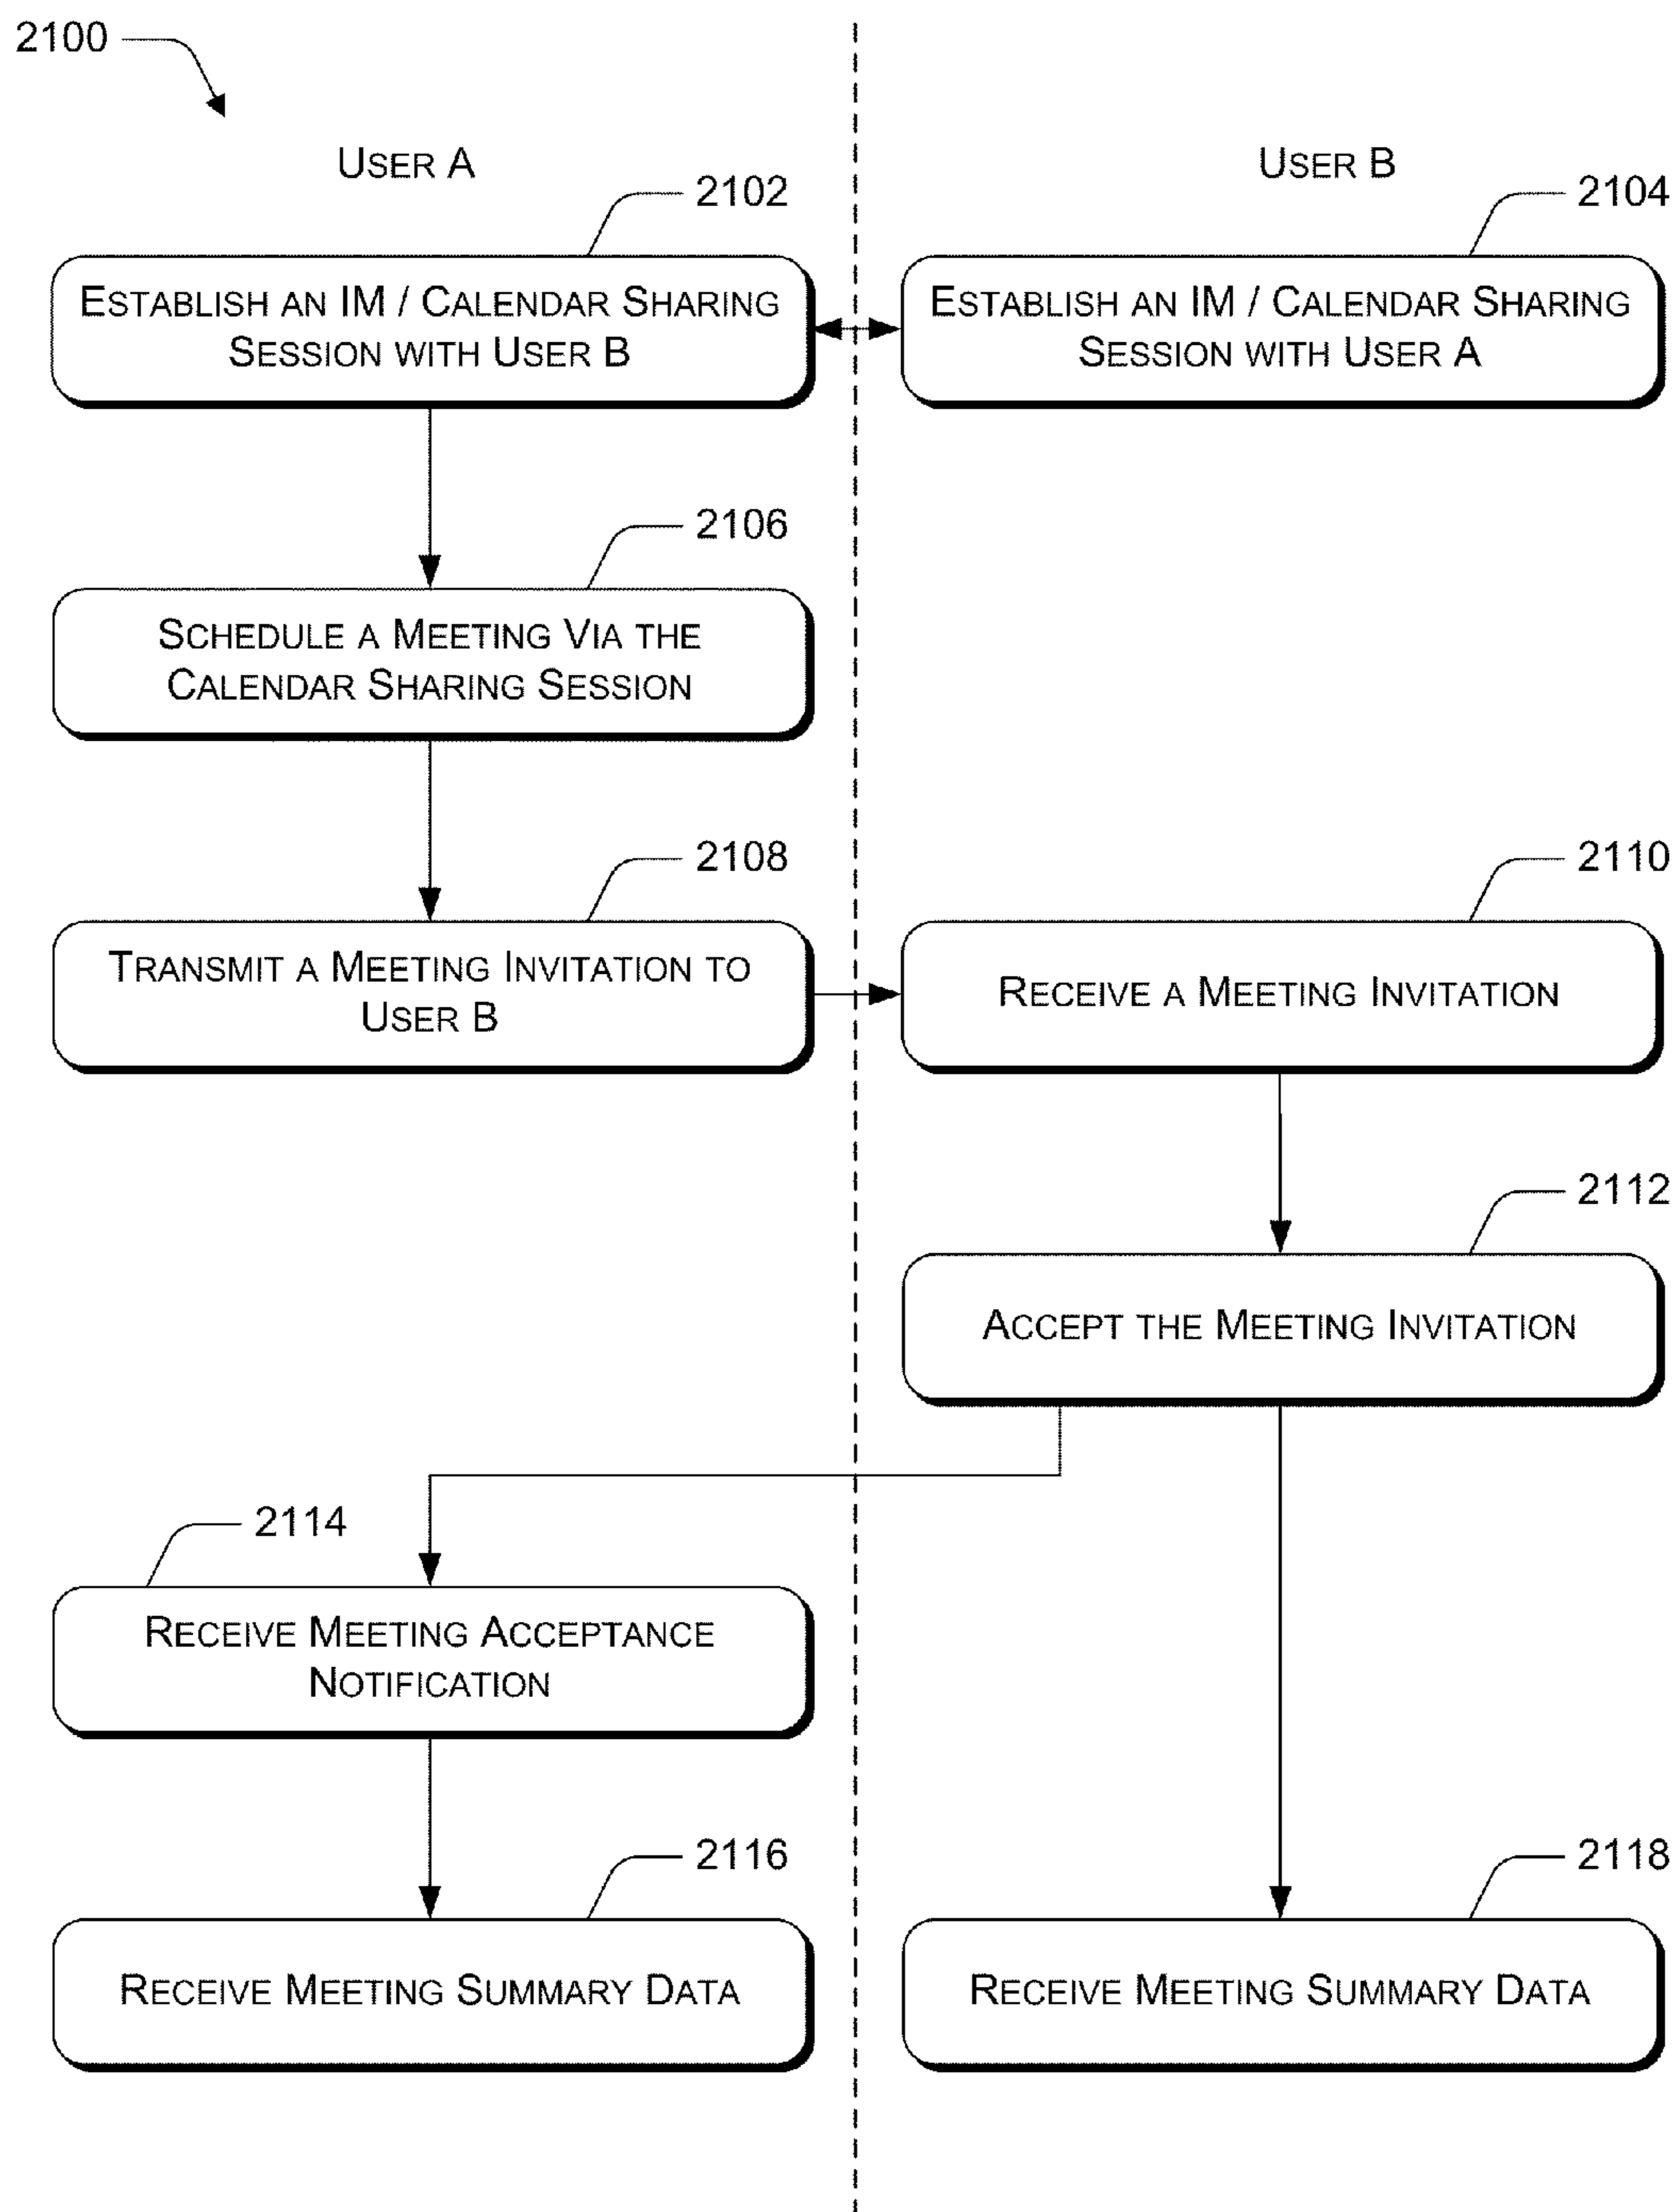 2100
USER A
USER B
2102
2104
ESTABLISH AN IM / CALENDAR SHARING
SESSION WITH USER B
ESTABLISH AN IM / CALENDAR SHARING
SESSION WITH USER A
2106
SCHEDULE A MEETING VIA THE
CALENDAR SHARING SESSION
2108
2110
TRANSMIT A MEETING INVITATION TO
USER B
RECEIVE A MEETING INVITATION
2112
ACCEPT THE MEETING INVITATION
2114
RECEIVE MEETING ACCEPTANCE
NOTIFICATION
2116
2118
RECEIVE MEETING SUMMARY DATA
RECEIVE MEETING SUMMARY DATA